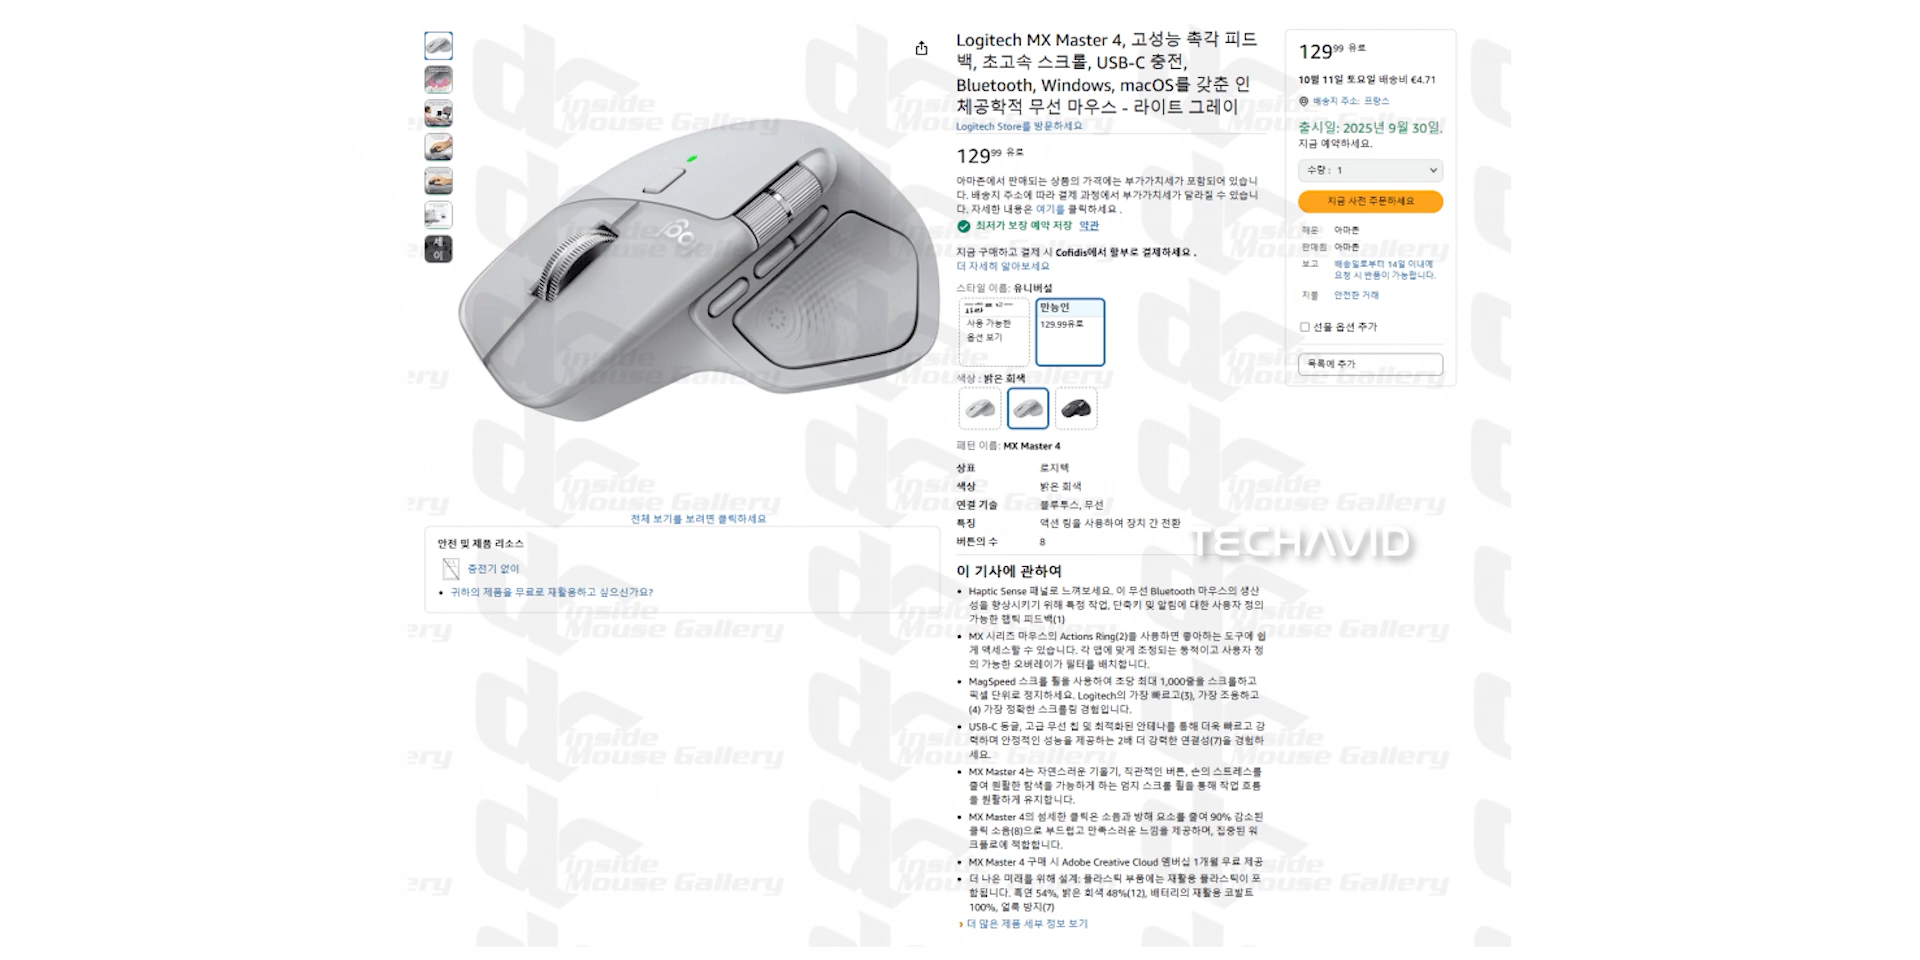 Logitech MX Master 4, 고성능 촉각 피드
백, 초고속 스크롤, USB-C 충전,
Bluetooth, Windows, macOS를 갖춘 인
체공학적 무선 마우스 - 라이트 그레이
Logitech Store를 방문하세요
129⁹⁹ 유로
아마존에서 판매되는 상품의 가격에는 부가가치세가 포함되어 있습니
다. 배송지 주소에 따라 결제 과정에서 부가가치세가 달라질 수 있습니
다. 자세한 내용은 여기를 클릭하세요 .
최저가 보장 예약 저장 약관
지금 구매하고 결제 시 Cofidis에서 할부로 결제하세요 .
더 자세히 알아보세요
스타일 이름: 유니버설
사용 가능한
옵션 보기
만능인
129.99유로
색상 : 밝은 회색
패턴 이름: MX Master 4
상표 로지텍
색상 밝은 회색
연결 기술 블루투스, 무선
특징 액션 링을 사용하여 장치 간 전환
버튼의 수 8
이 기사에 관하여
• Haptic Sense 패널로 느껴보세요. 이 무선 Bluetooth 마우스의 생산
성을 향상시키기 위해 특정 작업, 단축키 및 알림에 대한 사용자 정의
가능한 햅틱 피드백(1)
• MX 시리즈 마우스의 Actions Ring(2)을 사용하면 좋아하는 도구에 쉽
게 액세스할 수 있습니다. 각 앱에 맞게 조정되는 동적이고 사용자 정
의 가능한 오버레이가 필터를 배치합니다.
• MagSpeed 스크롤 휠을 사용하여 초당 최대 1,000줄을 스크롤하고
픽셀 단위로 정지하세요. Logitech의 가장 빠르고(3), 가장 조용하고
(4) 가장 정확한 스크롤링 경험입니다.
• USB-C 동글, 고급 무선 칩 및 최적화된 안테나를 통해 더욱 빠르고 강
력하며 안정적인 성능을 제공하는 2배 더 강력한 연결성(7)을 경험하
세요.
• MX Master 4는 자연스러운 기울기, 직관적인 버튼, 손의 스트레스를
줄여 원활한 탐색을 가능하게 하는 엄지 스크롤 휠을 통해 작업 흐름
을 원활하게 유지합니다.
• MX Master 4의 섬세한 클릭은 소음과 방해 요소를 줄여 90% 감소된
클릭 소음(8)으로 부드럽고 만족스러운 느낌을 제공하며, 집중된 워
크플로에 적합합니다.
• MX Master 4 구매 시 Adobe Creative Cloud 멤버십 1개월 무료 제공
• 더 나은 미래를 위해 설계: 플라스틱 부품에는 재활용 플라스틱이 포
함됩니다. 흑연 54%, 밝은 회색 48%(12), 배터리의 재활용 코발트
100%, 얼룩 방지(7)
› 더 많은 제품 세부 정보 보기
129⁹⁹ 유로
10월 11일 토요일 배송비 €4.71
배송지 주소: 프랑스
출시일: 2025년 9월 30일.
지금 예약하세요.
수량 : 1
지금 사전 주문하세요
해운 아마존
판매원 아마존
보고 배송일로부터 14일 이내에
요청 시 반품이 가능합니다.
지불 안전한 거래
선물 옵션 추가
목록에 추가
전체 보기를 보려면 클릭하세요
안전 및 제품 리소스
충전기 없이
• 귀하의 제품을 무료로 재활용하고 싶으신가요?
TECHAVID
inside
Mouse Gallery